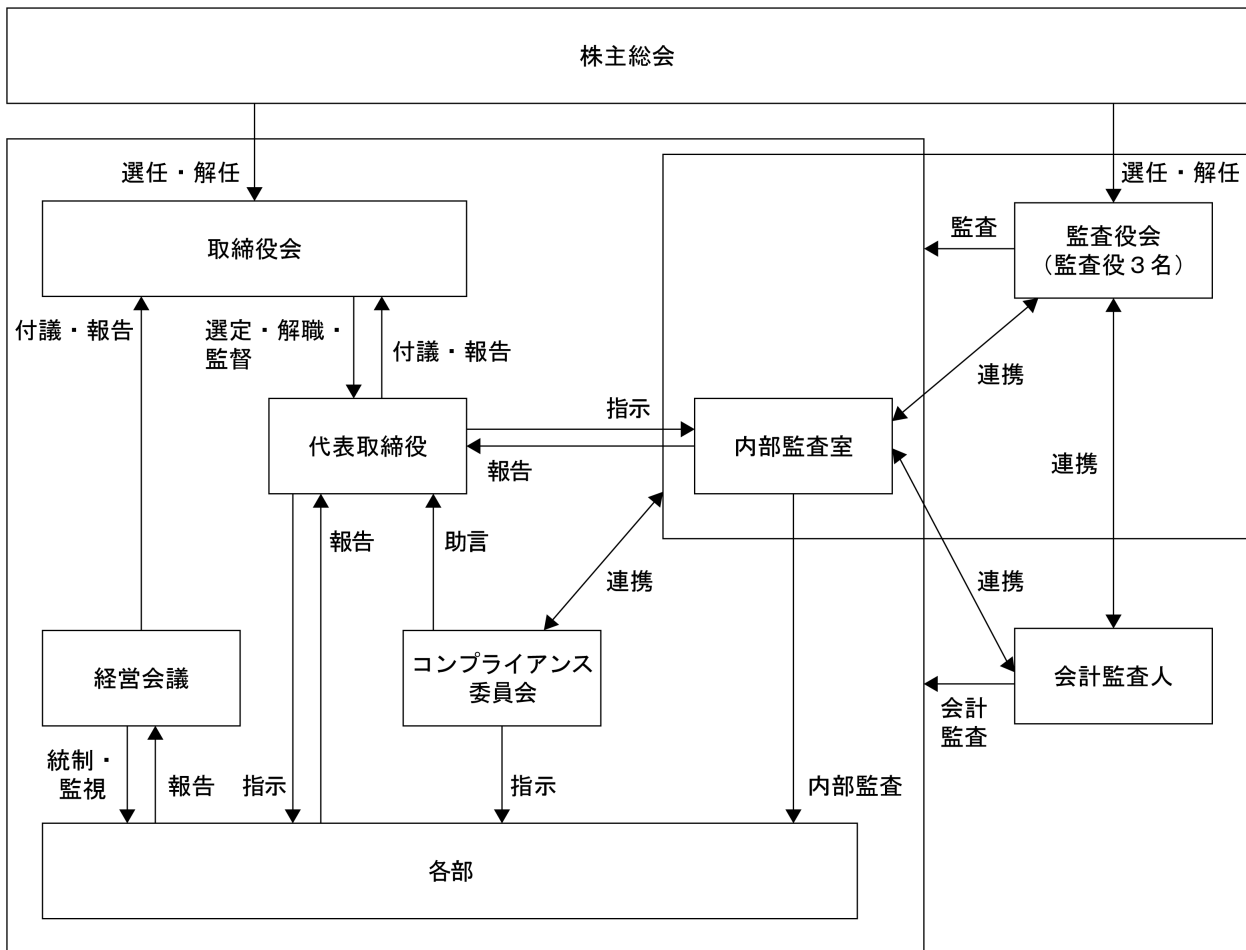 株主総会
選任・解任
選任・解任
取締役会
監査
監査役会
（監査役３名）
付議・報告
選定・解職・
監督
付議・報告
連携
代表取締役
指示
報告
内部監査室
連携
報告
助言
連携
連携
経営会議
コンプライアンス
委員会
会計監査人
会計
監査
統制・
監視
報告
指示
指示
内部監査
各部